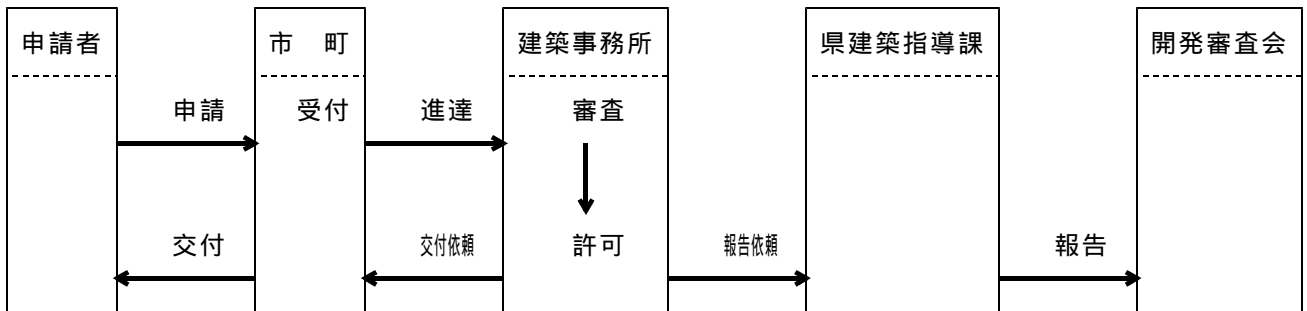 申請者 市　町 建築事務所 県建築指導課 開発審査会
申請 受付 進達 審査
交付 交付依頼 許可 報告依頼 報告